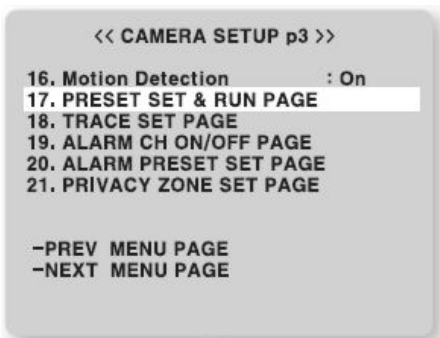 << CAMERA SETUP p3 >>
16. Motion Detection : On
17. PRESET SET & RUN PAGE
18. TRACE SET PAGE
19. ALARM CH ON/OFF PAGE
20. ALARM PRESET SET PAGE
21. PRIVACY ZONE SET PAGE
-PREV MENU PAGE
-NEXT MENU PAGE